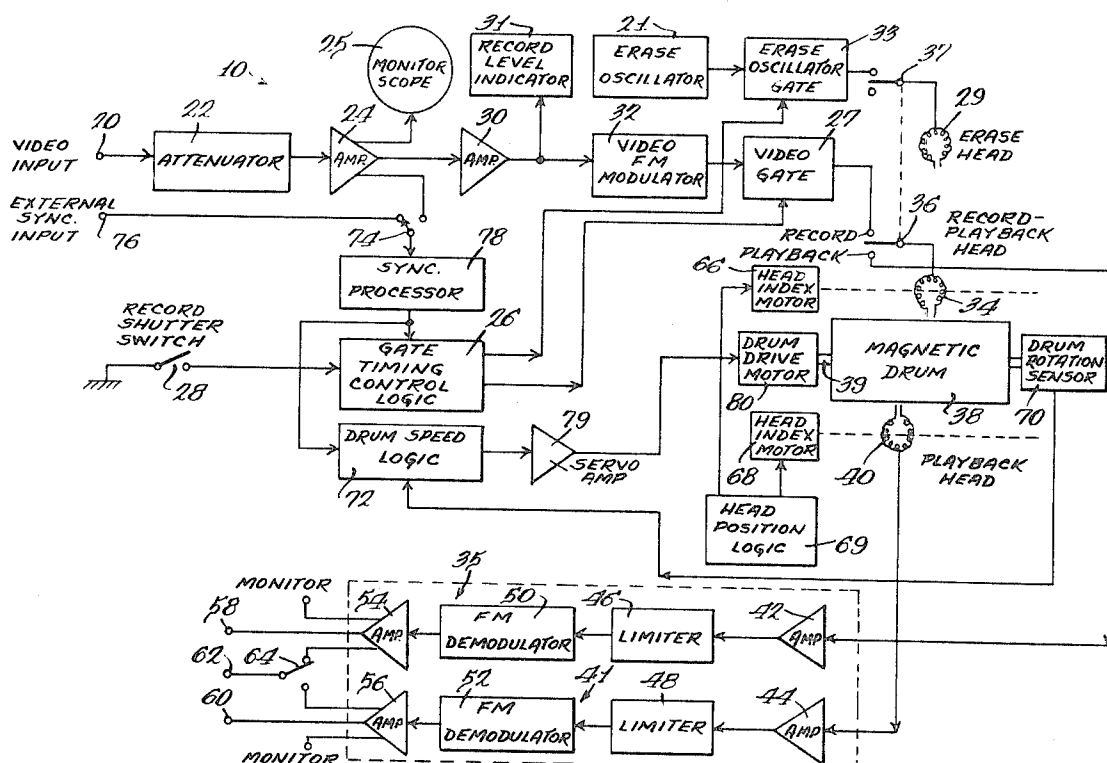 10
VIDEO
INPUT
20
22
ATTENUATOR
24
AMP.
25
MONITOR
SCOPE
30
AMP.
31
RECORD
LEVEL
INDICATOR
21
ERASE
OSCILLATOR
33
ERASE
OSCILLATOR
GATE
37
29
ERASE
HEAD
32
VIDEO
FM
MODULATOR
27
VIDEO
GATE
EXTERNAL
SYNC.
INPUT
76
74
78
SYNC.
PROCESSOR
RECORD
PLAYBACK
36
RECORD-
PLAYBACK
HEAD
34
66
HEAD
INDEX
MOTOR
RECORD
SHUTTER
SWITCH
28
26
GATE
TIMING
CONTROL
LOGIC
DRUM
DRIVE
MOTOR
80
39
MAGNETIC
DRUM
38
DRUM
ROTATION
SENSOR
70
DRUM SPEED
LOGIC
72
79
SERVO
AMP
HEAD
INDEX
MOTOR
68
40
PLAYBACK
HEAD
HEAD
POSITION
LOGIC
69
35
MONITOR
58
62
64
60
MONITOR
54
AMP.
50
FM
DEMODULATOR
46
LIMITER
42
AMP
56
AMP
52
FM
DEMODULATOR
41
48
LIMITER
44
AMP